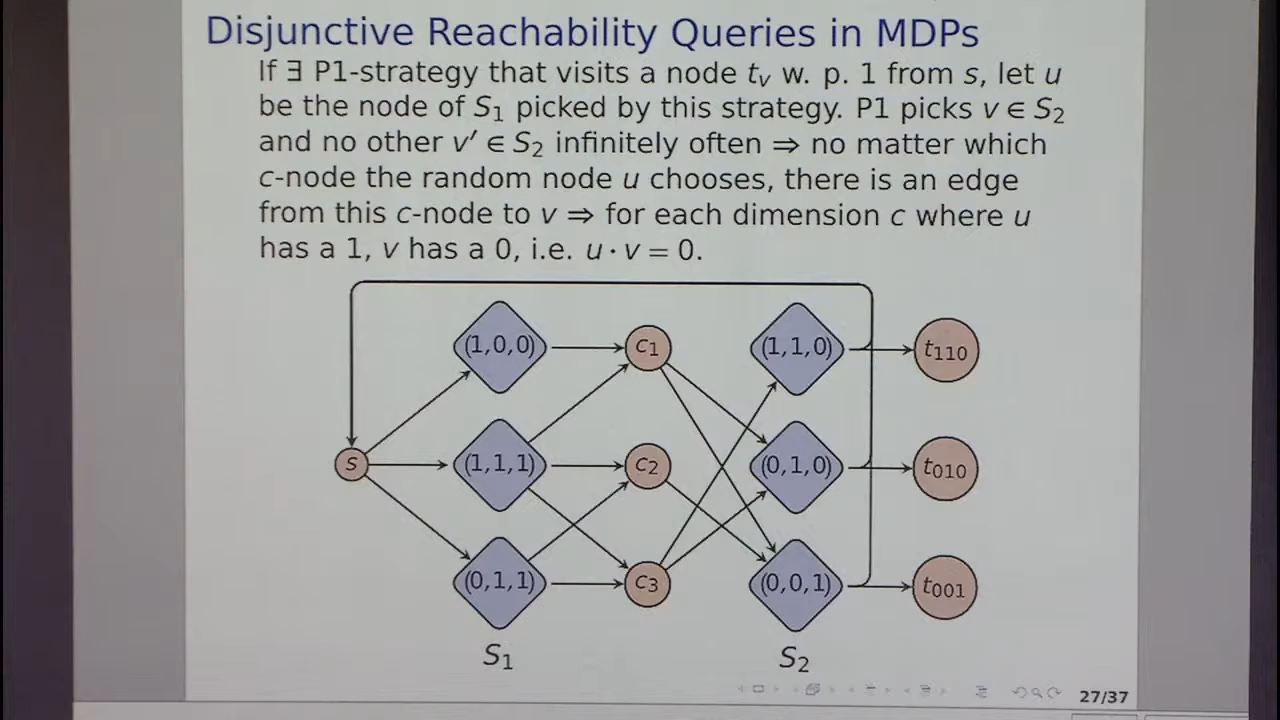 Disjunctive Reachability Queries in MDPs
If ∃ P1-strategy that visits a node tᵥ w. p. 1 from s, let u
be the node of S₁ picked by this strategy. P1 picks v ∈ S₂
and no other v′ ∈ S₂ infinitely often ⇒ no matter which
c-node the random node u chooses, there is an edge
from this c-node to v ⇒ for each dimension c where u
has a 1, v has a 0, i.e. u · v = 0.
(1,0,0)
c₁
(1,1,0)
t₁₁₀
s
(1,1,1)
c₂
(0,1,0)
t₀₁₀
(0,1,1)
c₃
(0,0,1)
t₀₀₁
S₁
S₂
27/37